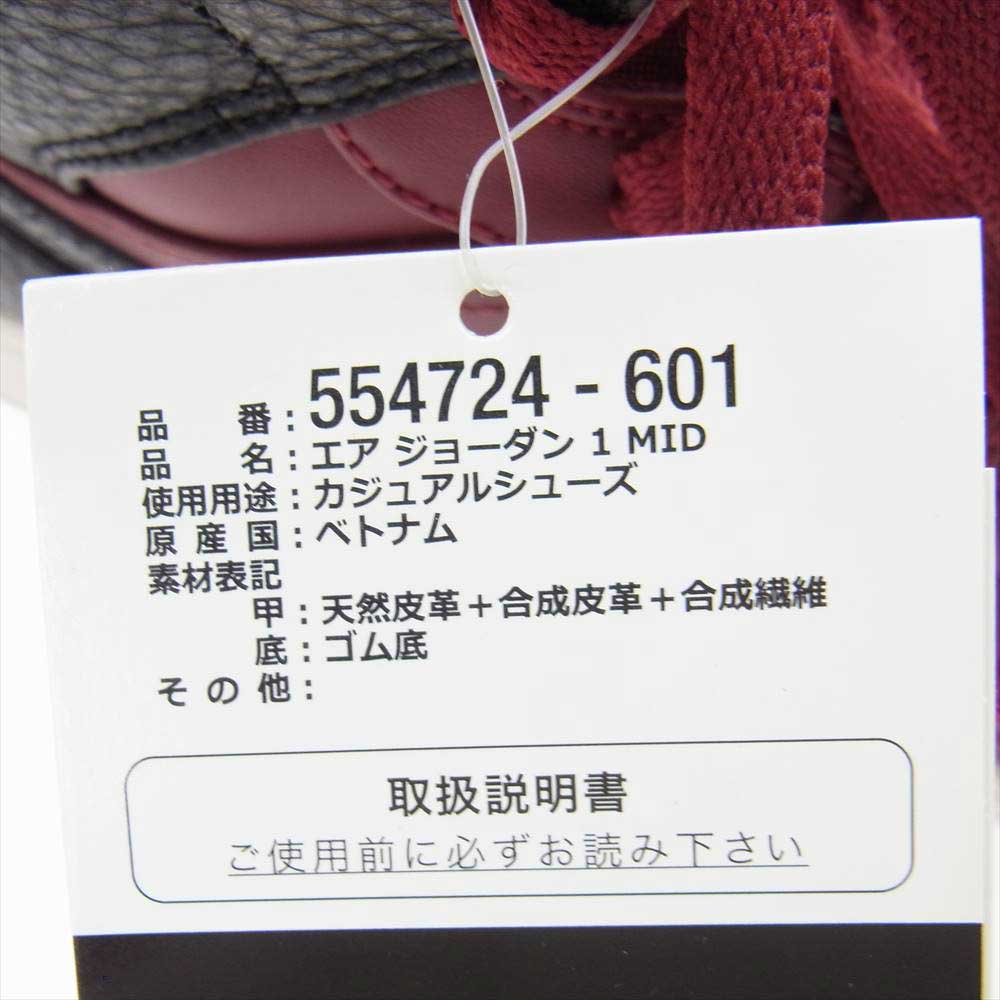 品番：554724-601
品名：エア ジョーダン 1 MID
使用用途：カジュアルシューズ
原産国：ベトナム
素材表記
甲：天然皮革＋合成皮革＋合成繊維
底：ゴム底
その他：
取扱説明書
ご使用前に必ずお読み下さい